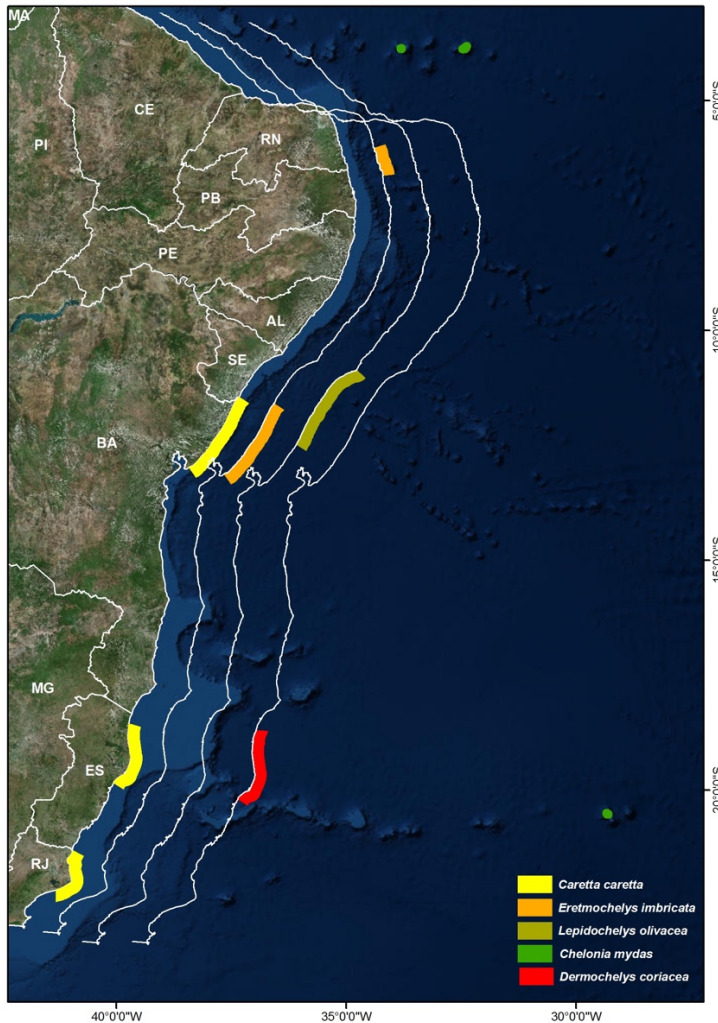 MA
CE
PI
RN
PB
PE
AL
SE
BA
MG
ES
RJ
5°0'0"S
10°0'0"S
15°0'0"S
20°0'0"S
Caretta caretta
Eretmochelys imbricata
Lepidochelys olivacea
Chelonia mydas
Dermochelys coriacea
40°0'0"W
35°0'0"W
30°0'0"W